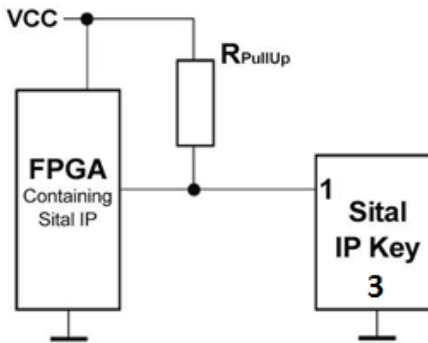 VCC
RPullUp
FPGA
Containing
Sital IP
1
Sital
IP Key
3